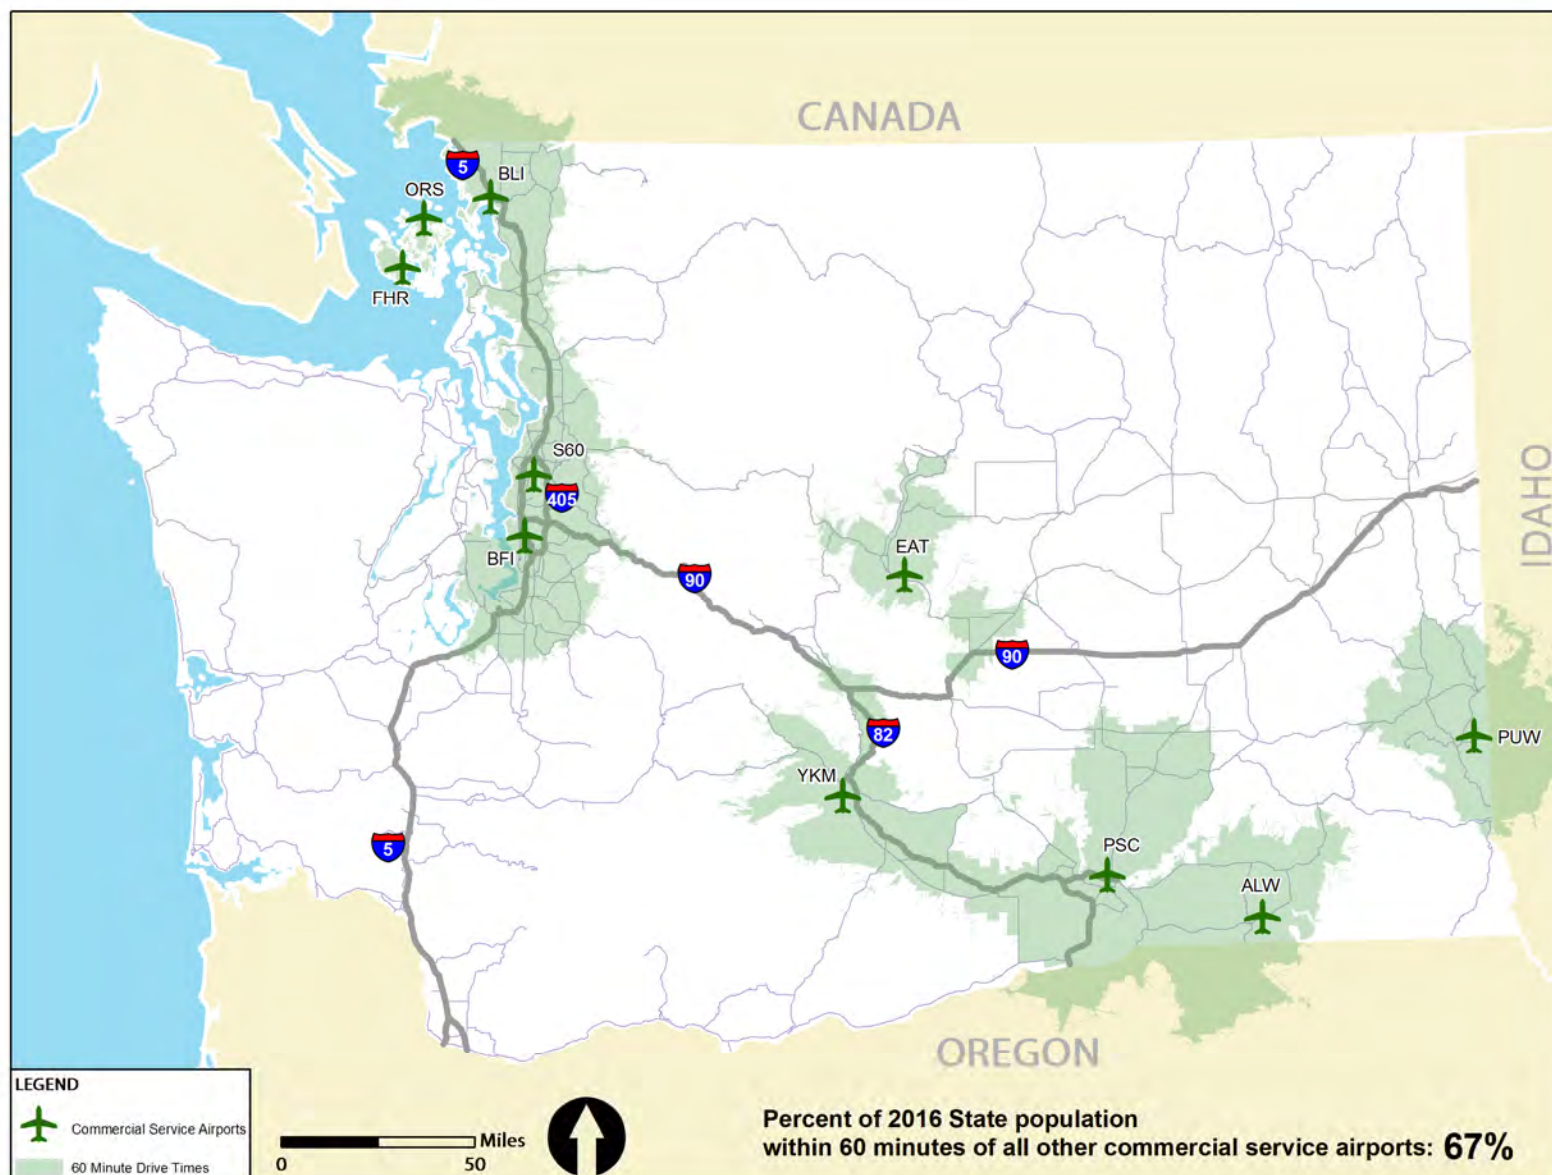 CANADA
5
BLI
ORS
FHR
S60
405
BFI
EAT
90
90
IDAHO
82
PUW
YKM
5
PSC
ALW
OREGON
LEGEND
Commercial Service Airports
60 Minute Drive Times
Miles
0 50
Percent of 2016 State population
within 60 minutes of all other commercial service airports: 67%